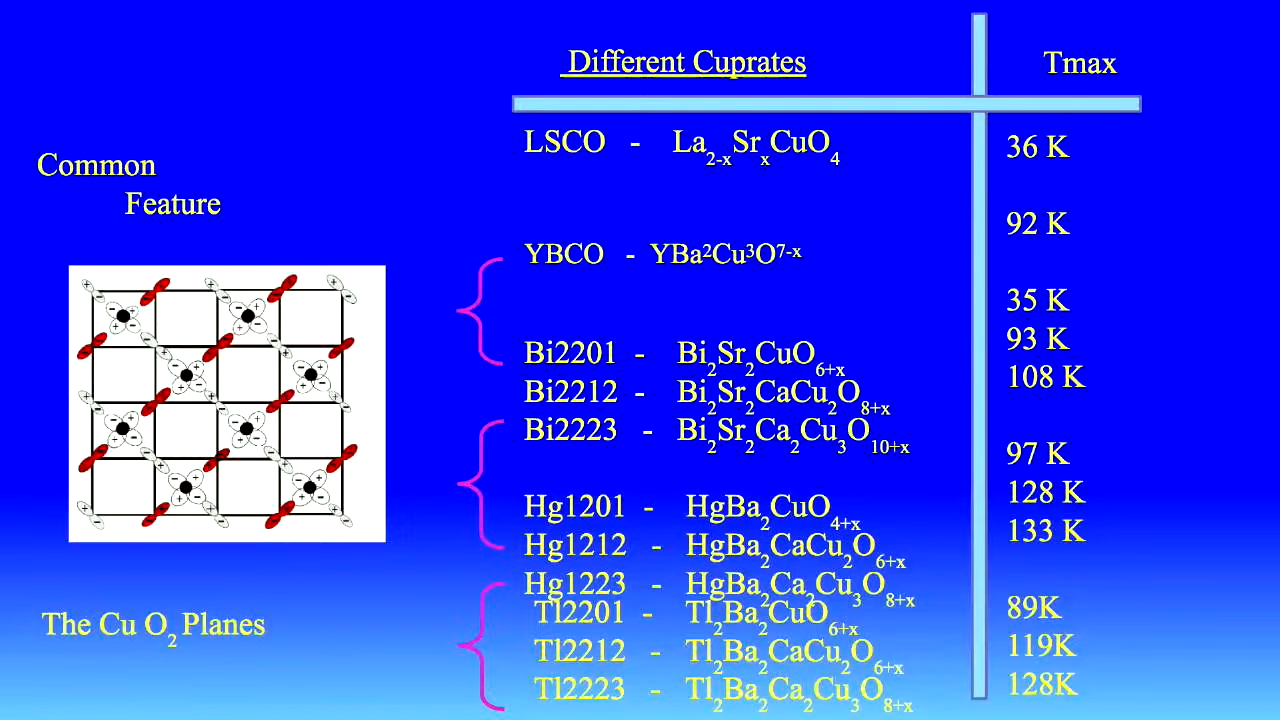 Different Cuprates
Tmax
Common
Feature
The Cu O₂ Planes
LSCO - La₂₋ₓSrₓCuO₄
YBCO - YBa²Cu³O⁷⁻ˣ
Bi2201 - Bi₂Sr₂CuO₆₊ₓ
Bi2212 - Bi₂Sr₂CaCu₂O₈₊ₓ
Bi2223 - Bi₂Sr₂Ca₂Cu₃O₁₀₊ₓ
Hg1201 - HgBa₂CuO₄₊ₓ
Hg1212 - HgBa₂CaCu₂O₆₊ₓ
Hg1223 - HgBa₂Ca₂Cu₃O₈₊ₓ
Tl2201 - Tl₂Ba₂CuO₆₊ₓ
Tl2212 - Tl₂Ba₂CaCu₂O₆₊ₓ
Tl2223 - Tl₂Ba₂Ca₂Cu₃O₈₊ₓ
36 K
92 K
35 K
93 K
108 K
97 K
128 K
133 K
89K
119K
128K